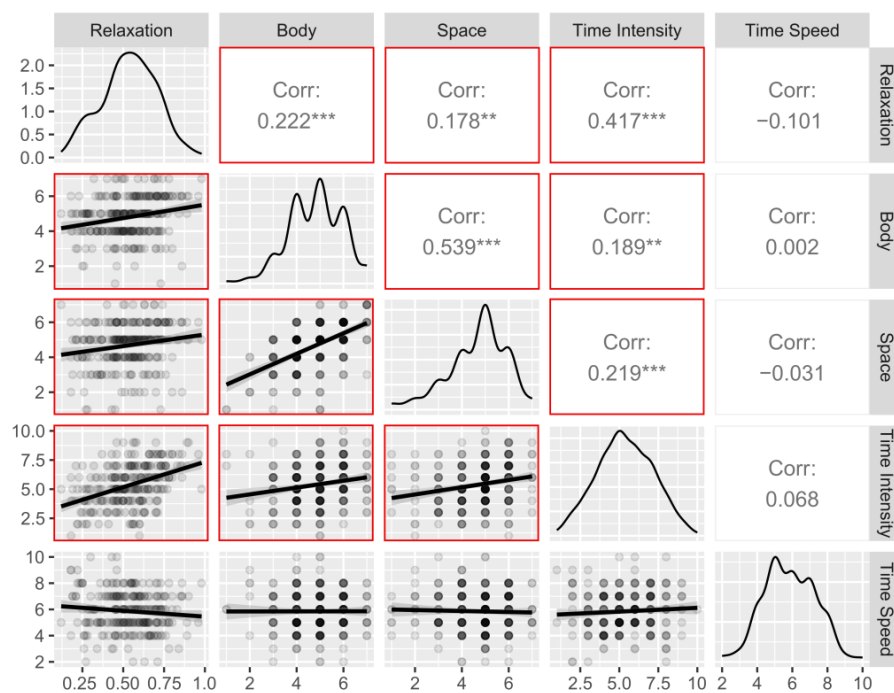 Relaxation Body Space Time Intensity Time Speed
2.0
1.5
1.0
0.5
0.0
Corr:
0.222***
Corr:
0.178**
Corr:
0.417***
Corr:
−0.101
Relaxation
6
4
2
Corr:
0.539***
Corr:
0.189**
Corr:
0.002
Body
6
4
2
Corr:
0.219***
Corr:
−0.031
Space
10.0
7.5
5.0
2.5
Corr:
0.068
Time Intensity
10
8
6
4
2
Time Speed
0.25 0.50 0.75 1.0 2 4 6 2 4 6 2.5 5.0 7.5 10 2 4 6 8 10